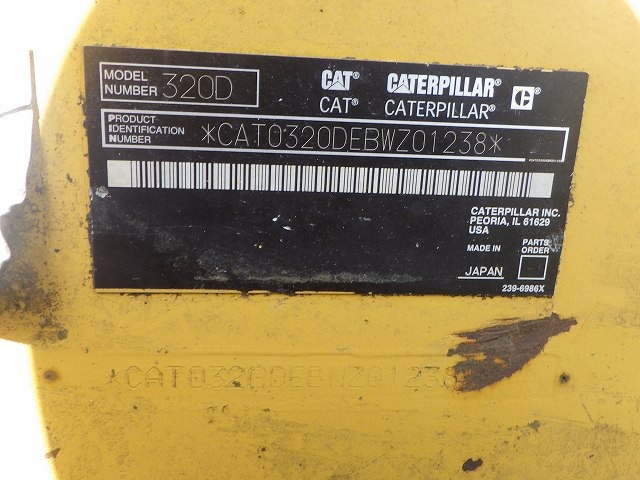 MODEL NUMBER 320D
CAT® CATERPILLAR®
CAT® CATERPILLAR® C
PRODUCT IDENTIFICATION NUMBER *CAT0320DEBWZ01238*
CATERPILLAR INC.
PEORIA, IL 61629
USA
MADE IN
JAPAN
PARTS ORDER
239-6986X
*CAT0320DEBWZ01238